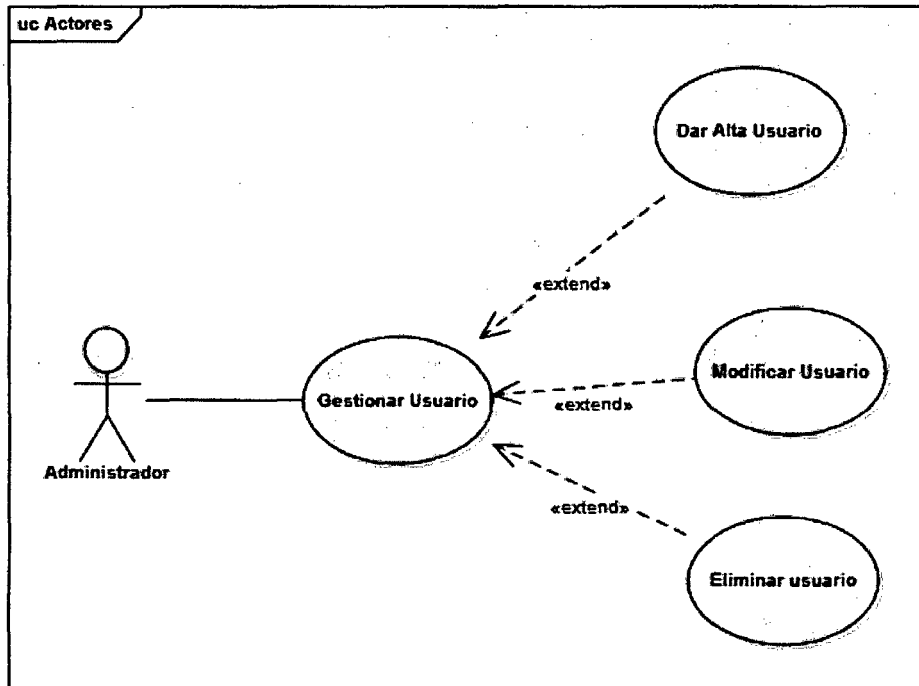 uc Actores
Dar Alta Usuario
«extend»
Modificar Usuario
Gestionar Usuario
«extend»
Administrador
«extend»
Eliminar usuario